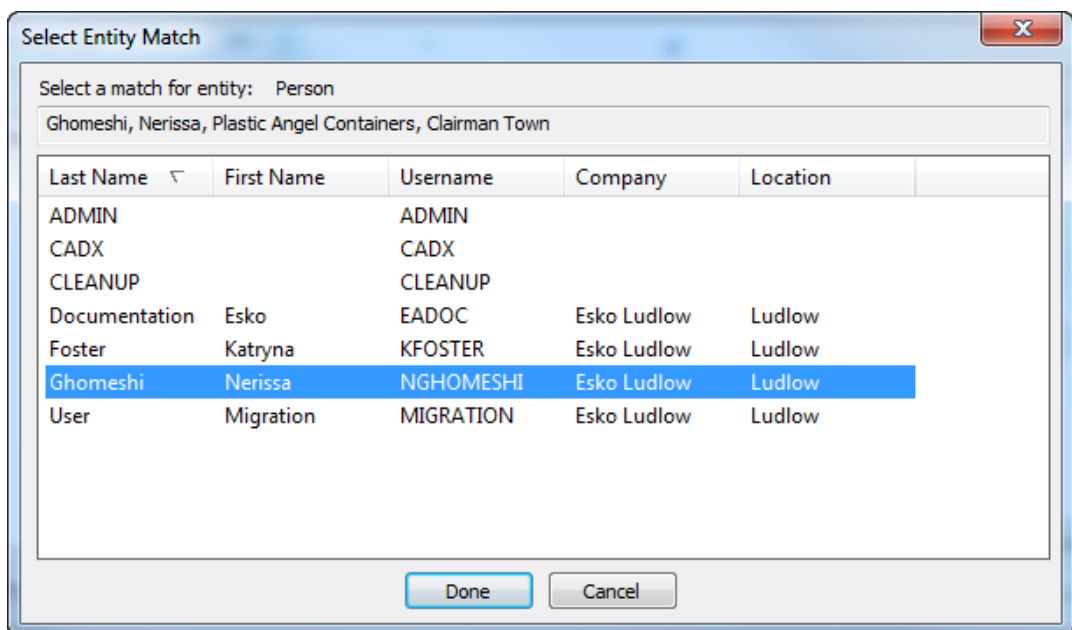 Select Entity Match
Select a match for entity: Person
Ghomeshi, Nerissa, Plastic Angel Containers, Clairman Town
Last Name First Name Username Company Location
ADMIN ADMIN
CADX CADX
CLEANUP CLEANUP
Documentation Esko EADOC Esko Ludlow Ludlow
Foster Katryna KFOSTER Esko Ludlow Ludlow
Ghomeshi Nerissa NGHOMESHI Esko Ludlow Ludlow
User Migration MIGRATION Esko Ludlow Ludlow
Done Cancel